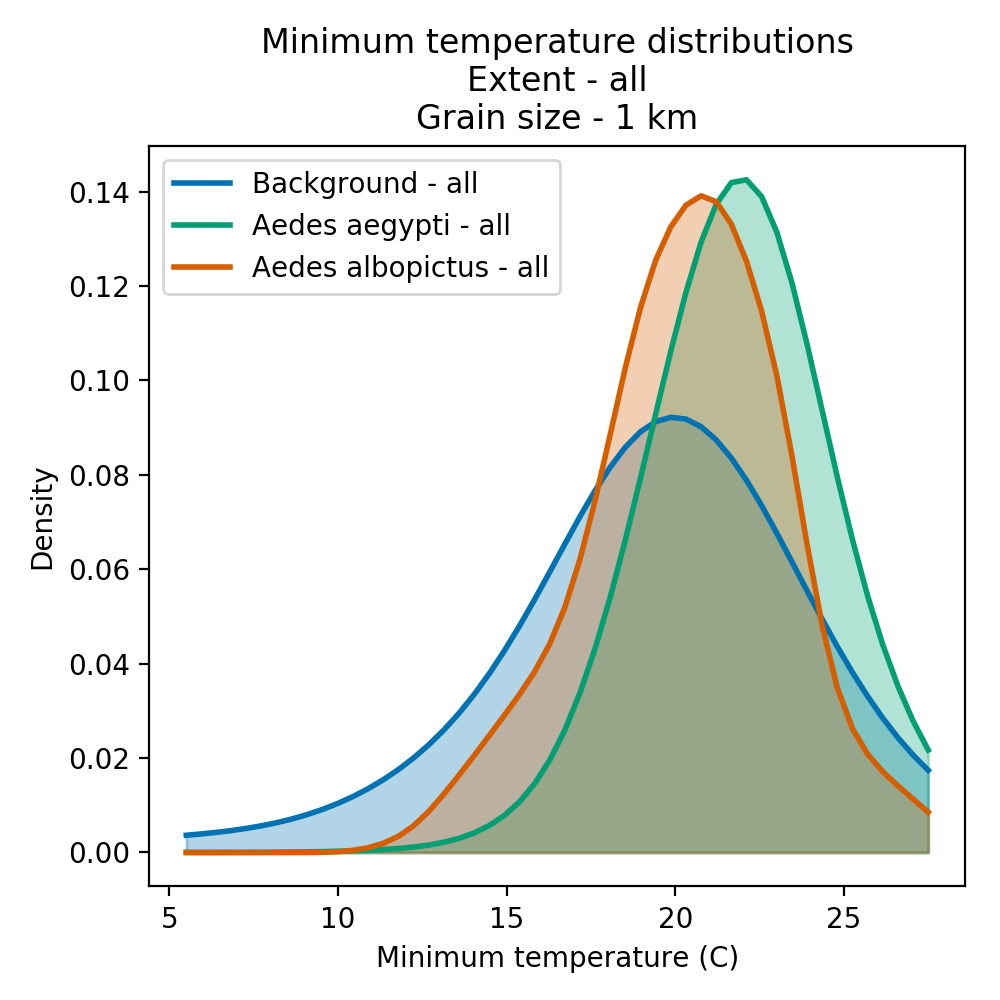 Minimum temperature distributions
Extent - all
Grain size - 1 km
Background - all
Aedes aegypti - all
Aedes albopictus - all
0.14
0.12
0.10
0.08
0.06
0.04
0.02
0.00
Density
5 10 15 20 25
Minimum temperature (C)